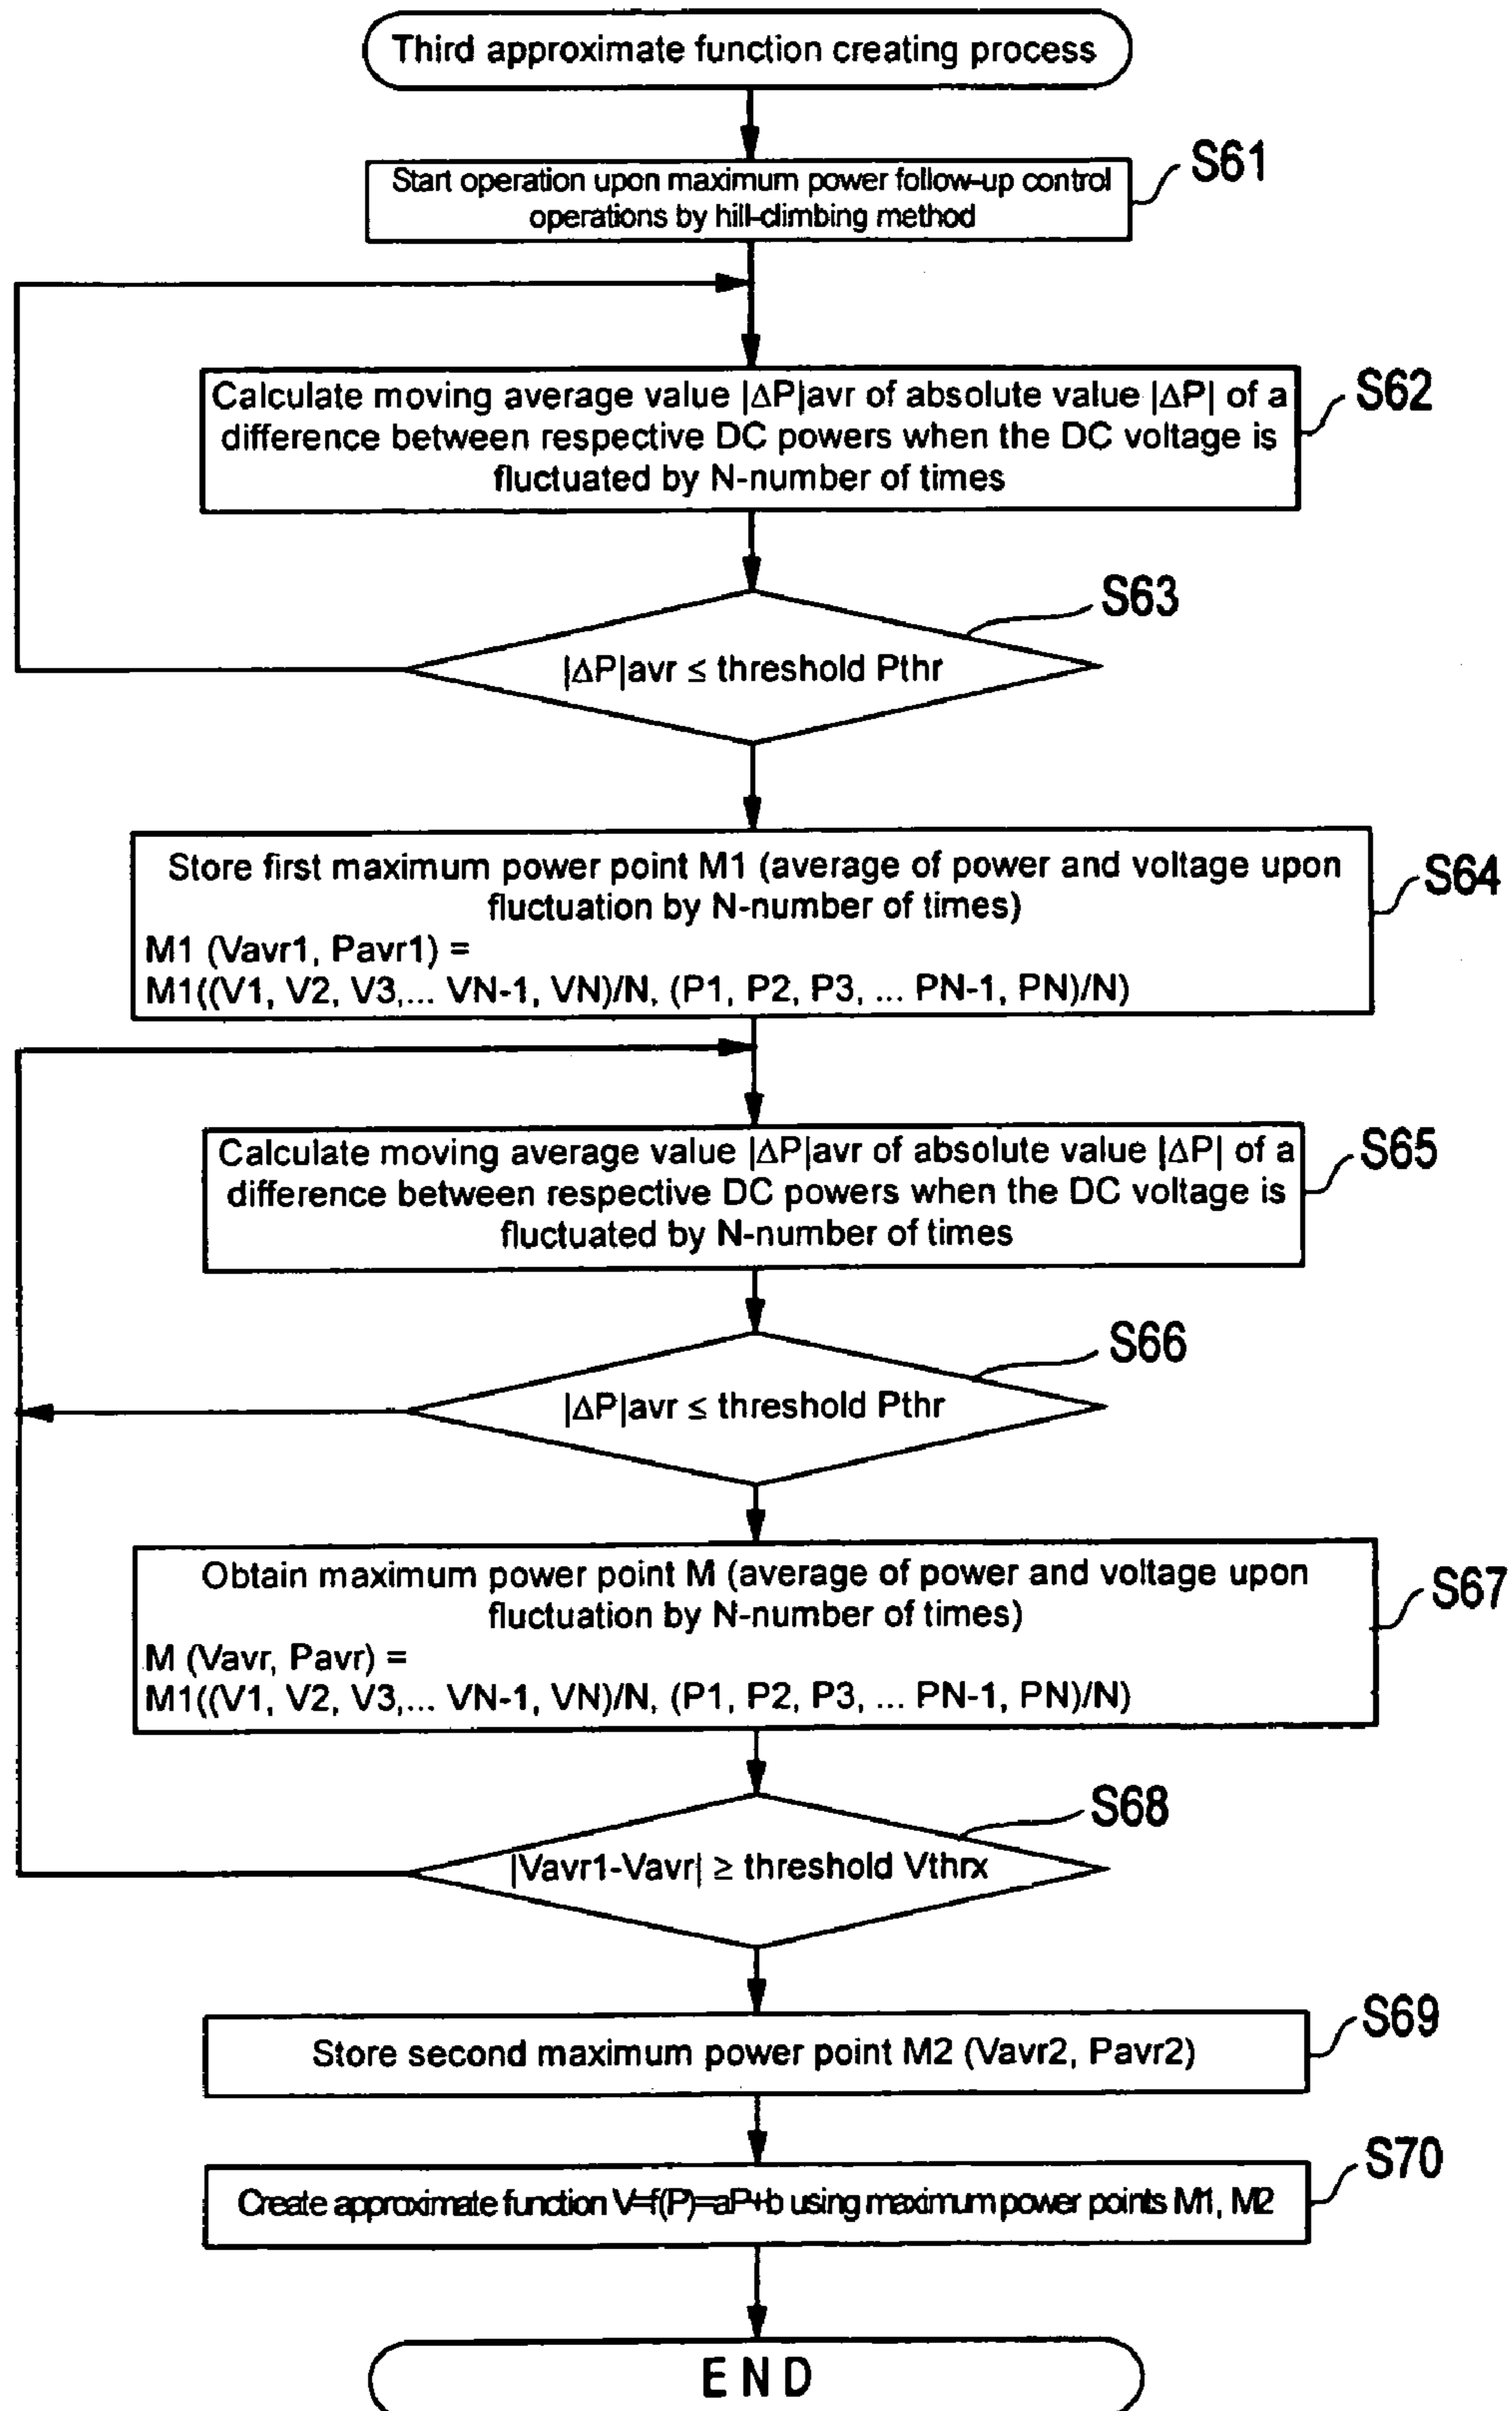 Third approximate function creating process
Start operation upon maximum power follow-up control
operations by hill-climbing method
S61
Calculate moving average value |ΔP|avr of absolute value |ΔP| of a
difference between respective DC powers when the DC voltage is
fluctuated by N-number of times
S62
|ΔP|avr ≤ threshold Pthr
S63
Store first maximum power point M1 (average of power and voltage upon
fluctuation by N-number of times)
M1 (Vavr1, Pavr1) =
M1((V1, V2, V3,... VN-1, VN)/N, (P1, P2, P3, ... PN-1, PN)/N)
S64
Calculate moving average value |ΔP|avr of absolute value |ΔP| of a
difference between respective DC powers when the DC voltage is
fluctuated by N-number of times
S65
|ΔP|avr ≤ threshold Pthr
S66
Obtain maximum power point M (average of power and voltage upon
fluctuation by N-number of times)
M (Vavr, Pavr) =
M1((V1, V2, V3,... VN-1, VN)/N, (P1, P2, P3, ... PN-1, PN)/N)
S67
|Vavr1-Vavr| ≥ threshold Vthrx
S68
Store second maximum power point M2 (Vavr2, Pavr2)
S69
Create approximate function V=f(P)=aP+b using maximum power points M1, M2
S70
END